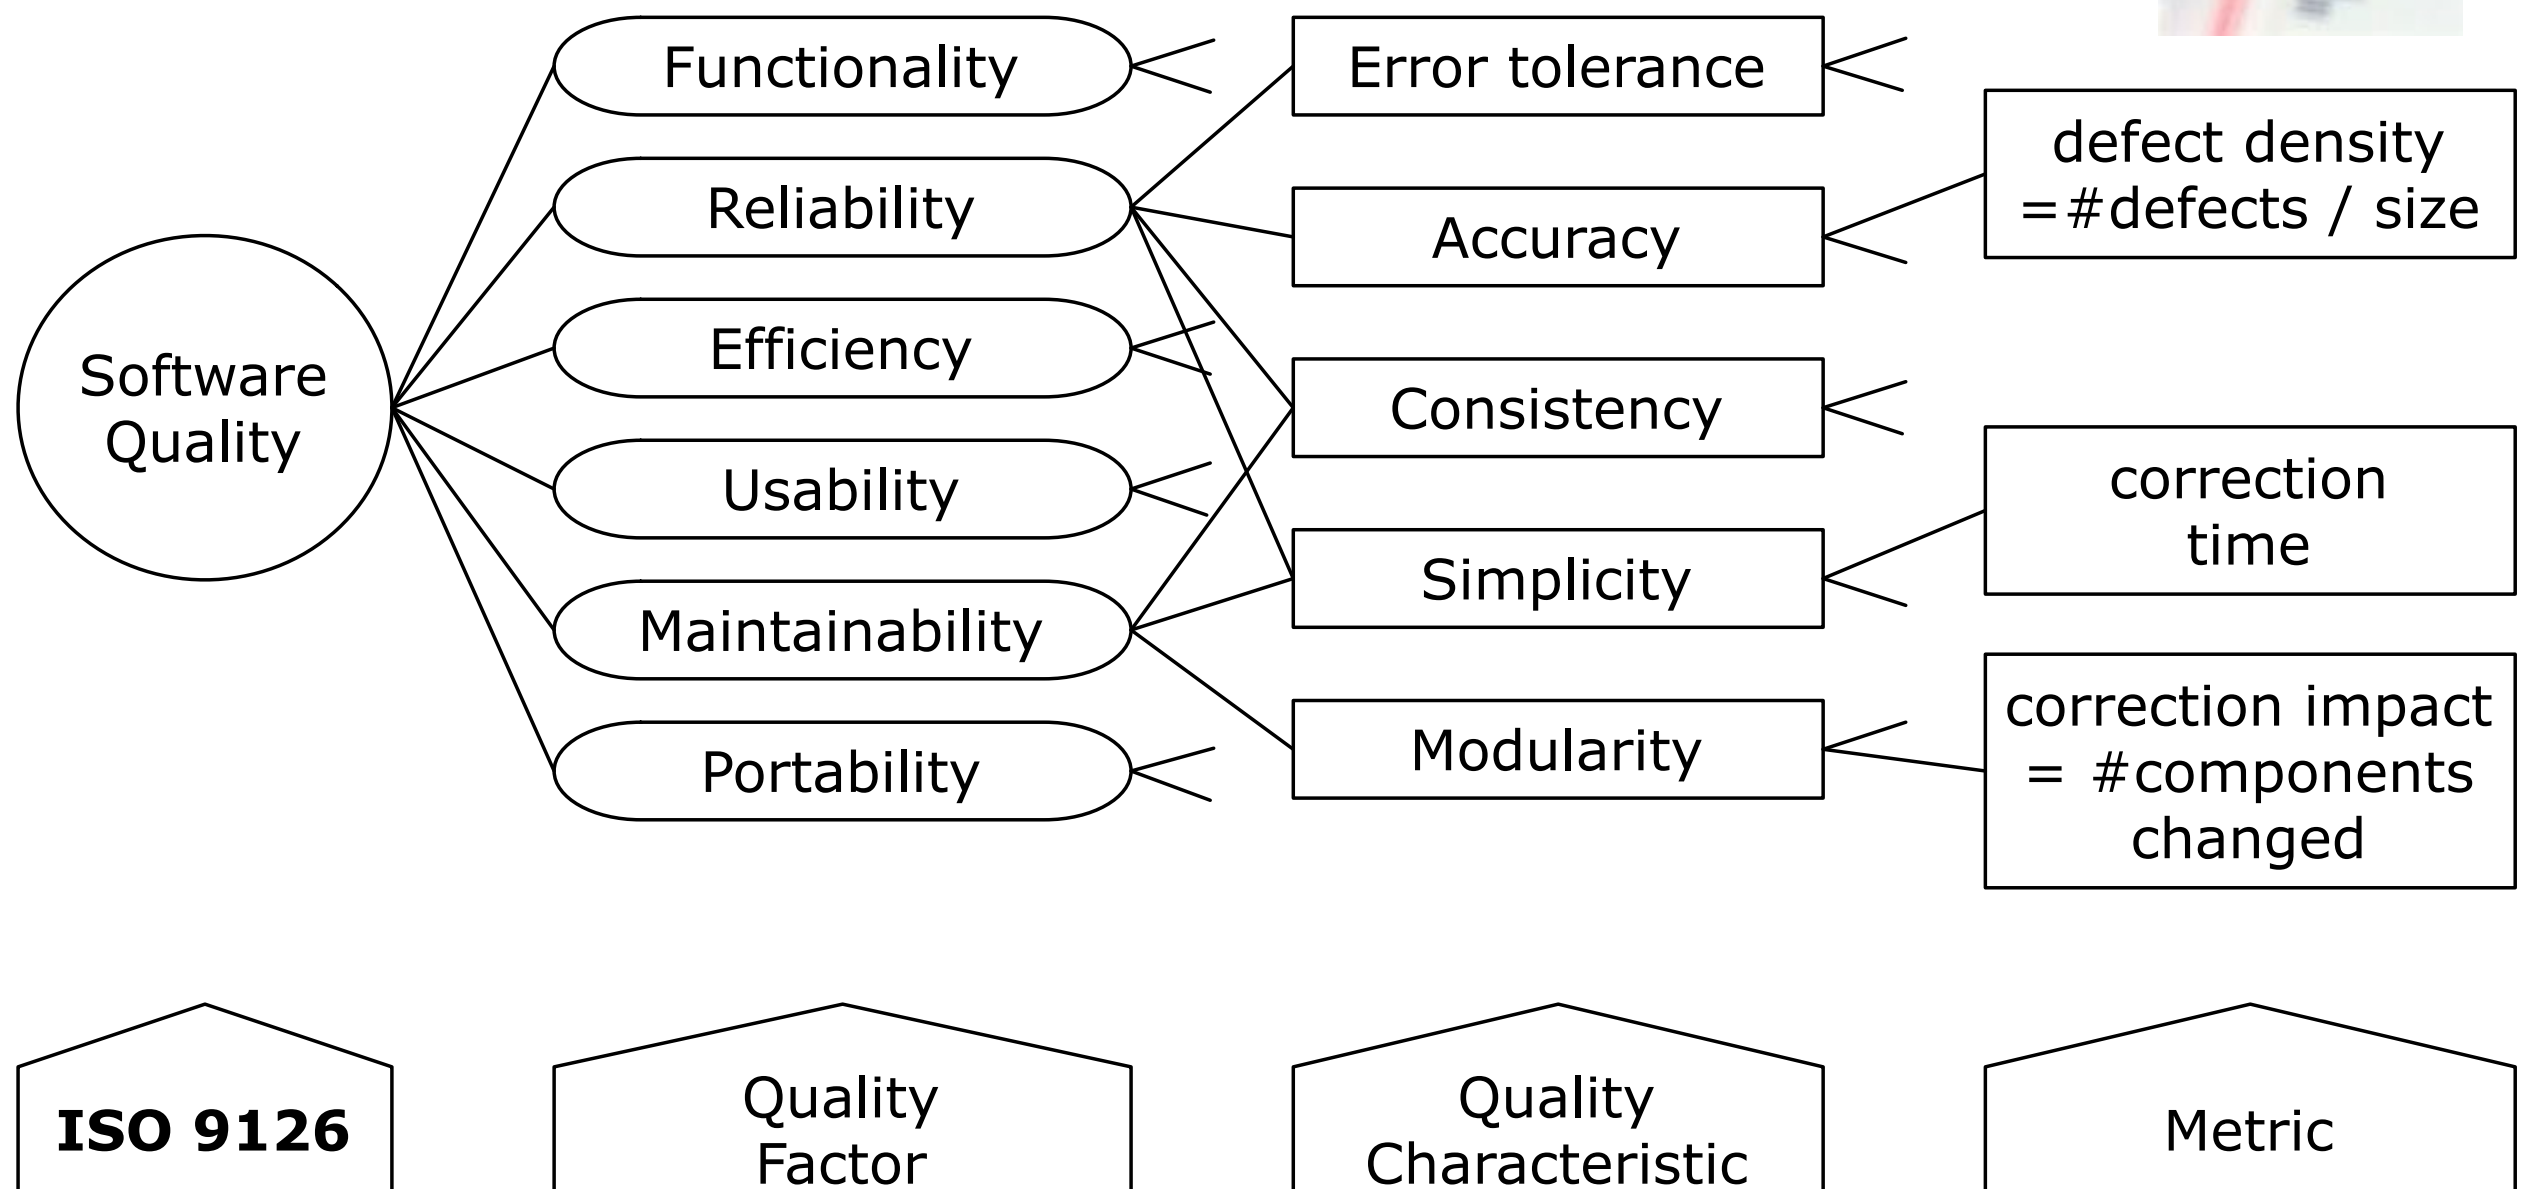 Software
Quality
Functionality
Reliability
Efficiency
Usability
Maintainability
Portability
Error tolerance
Accuracy
Consistency
Simplicity
Modularity
defect density
=#defects / size
correction
time
correction impact
= #components
changed
ISO 9126
Quality
Factor
Quality
Characteristic
Metric